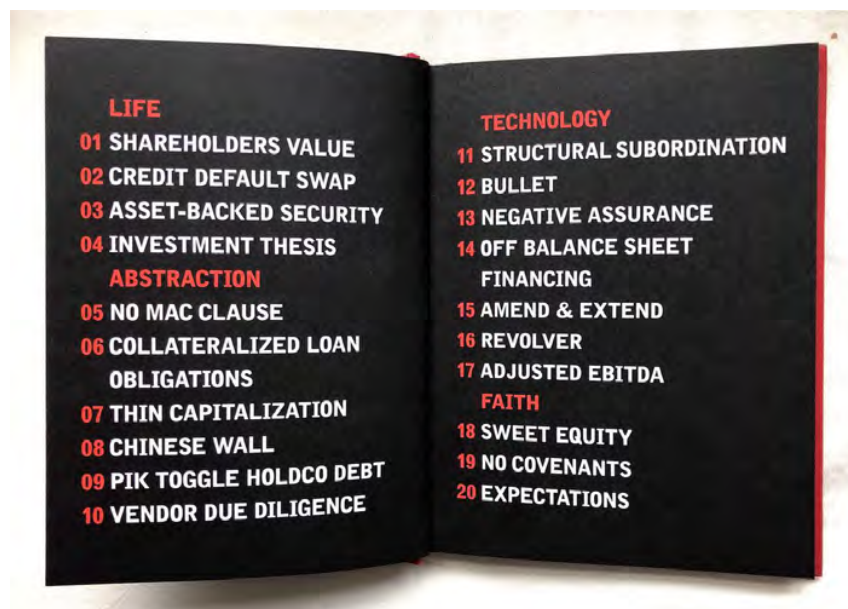 LIFE
01 SHAREHOLDERS VALUE
02 CREDIT DEFAULT SWAP
03 ASSET-BACKED SECURITY
04 INVESTMENT THESIS
ABSTRACTION
05 NO MAC CLAUSE
06 COLLATERALIZED LOAN
OBLIGATIONS
07 THIN CAPITALIZATION
08 CHINESE WALL
09 PIK TOGGLE HOLDCO DEBT
10 VENDOR DUE DILIGENCE
TECHNOLOGY
11 STRUCTURAL SUBORDINATION
12 BULLET
13 NEGATIVE ASSURANCE
14 OFF BALANCE SHEET
FINANCING
15 AMEND & EXTEND
16 REVOLVER
17 ADJUSTED EBITDA
FAITH
18 SWEET EQUITY
19 NO COVENANTS
20 EXPECTATIONS